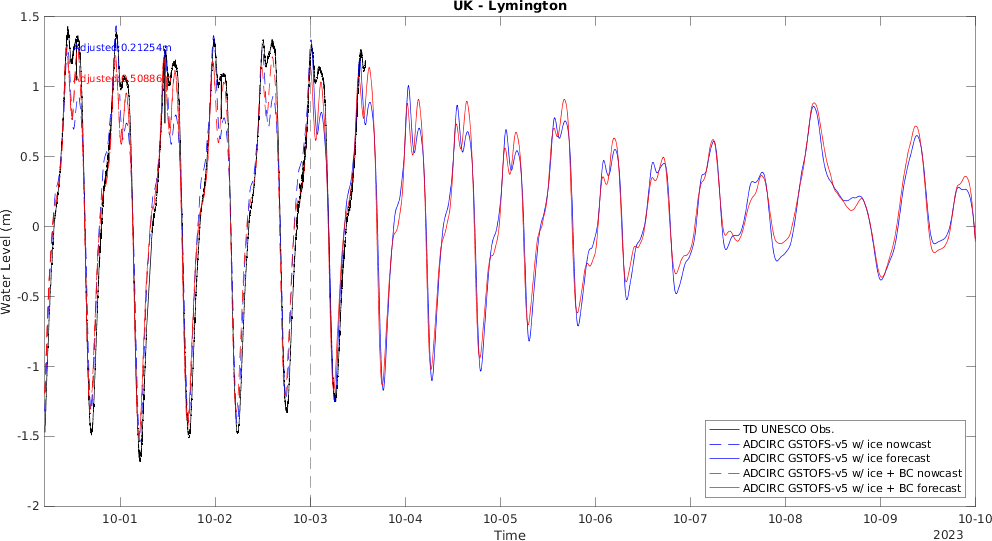 UK - Lymington
1.5
1
0.5
0
-0.5
-1
-1.5
-2
Water Level (m)
Adjusted:0.21254m
TD UNESCO Obs.
ADCIRC GSTOFS-v5 w/ ice nowcast
ADCIRC GSTOFS-v5 w/ ice forecast
ADCIRC GSTOFS-v5 w/ ice + BC nowcast
ADCIRC GSTOFS-v5 w/ ice + BC forecast
10-01 10-02 10-03 10-04 10-05 10-06 10-07 10-08 10-09 10-10
Time
2023